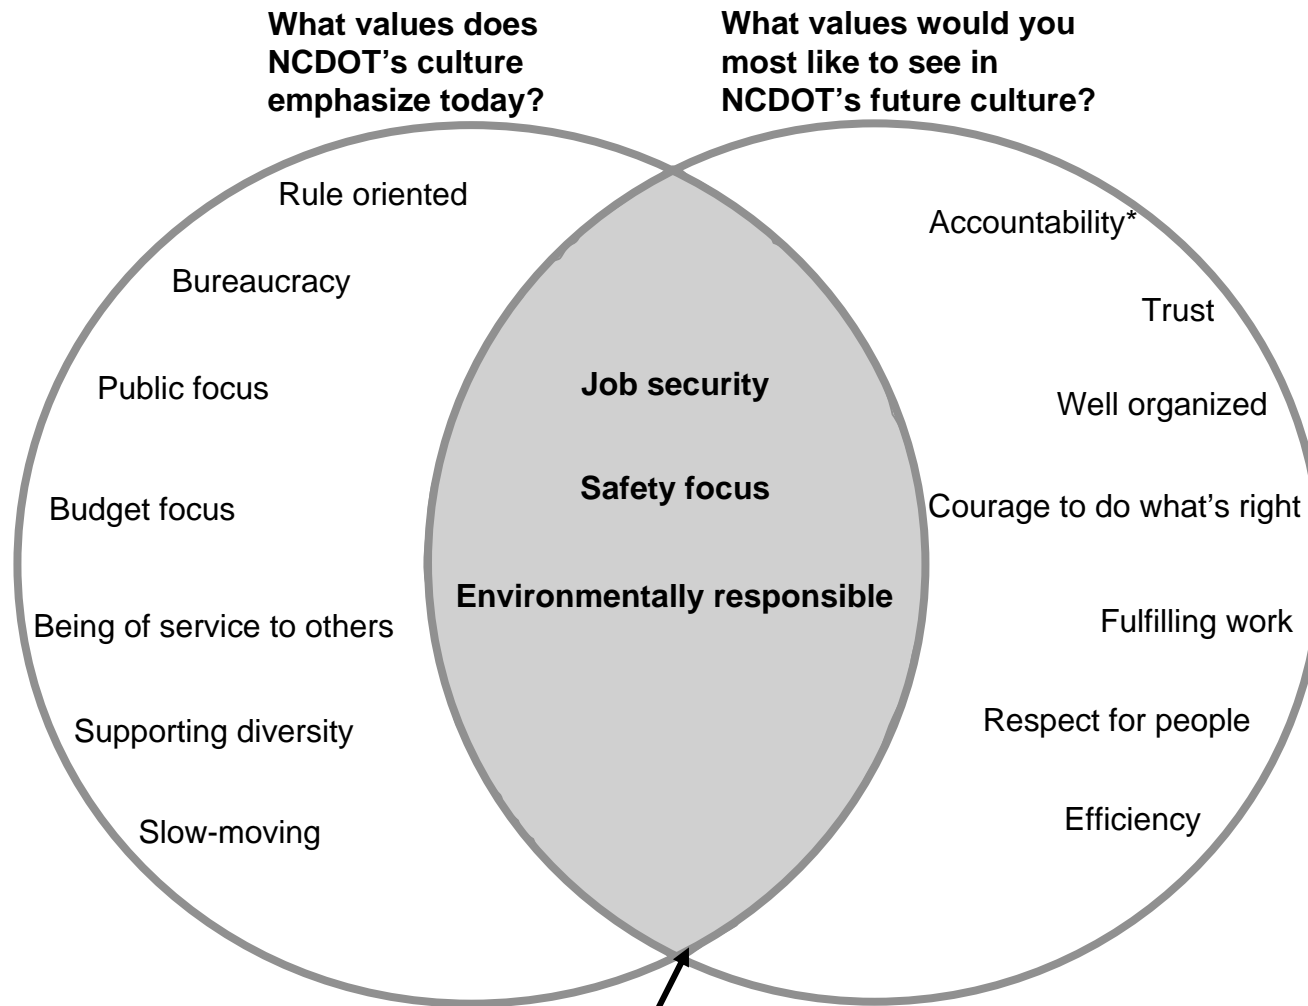 What values does
NCDOT’s culture
emphasize today?
What values would you
most like to see in
NCDOT’s future culture?
Rule oriented
Bureaucracy
Public focus
Budget focus
Being of service to others
Supporting diversity
Slow-moving
Job security
Safety focus
Environmentally responsible
Accountability*
Trust
Well organized
Courage to do what’s right
Fulfilling work
Respect for people
Efficiency